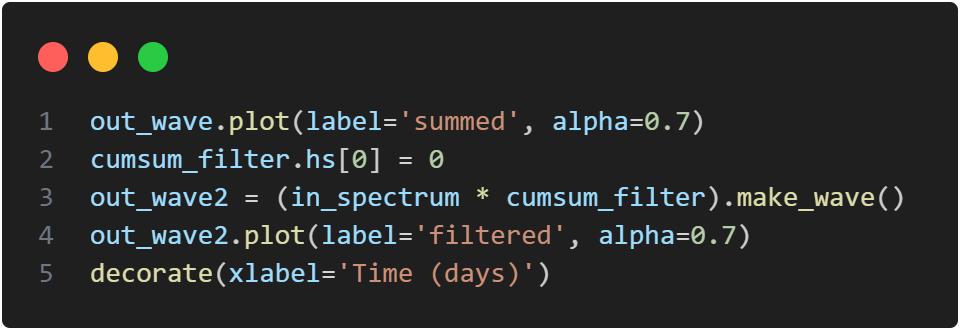 1 out_wave.plot(label='summed', alpha=0.7)
2 cumsum_filter.hs[0] = 0
3 out_wave2 = (in_spectrum * cumsum_filter).make_wave()
4 out_wave2.plot(label='filtered', alpha=0.7)
5 decorate(xlabel='Time (days)')